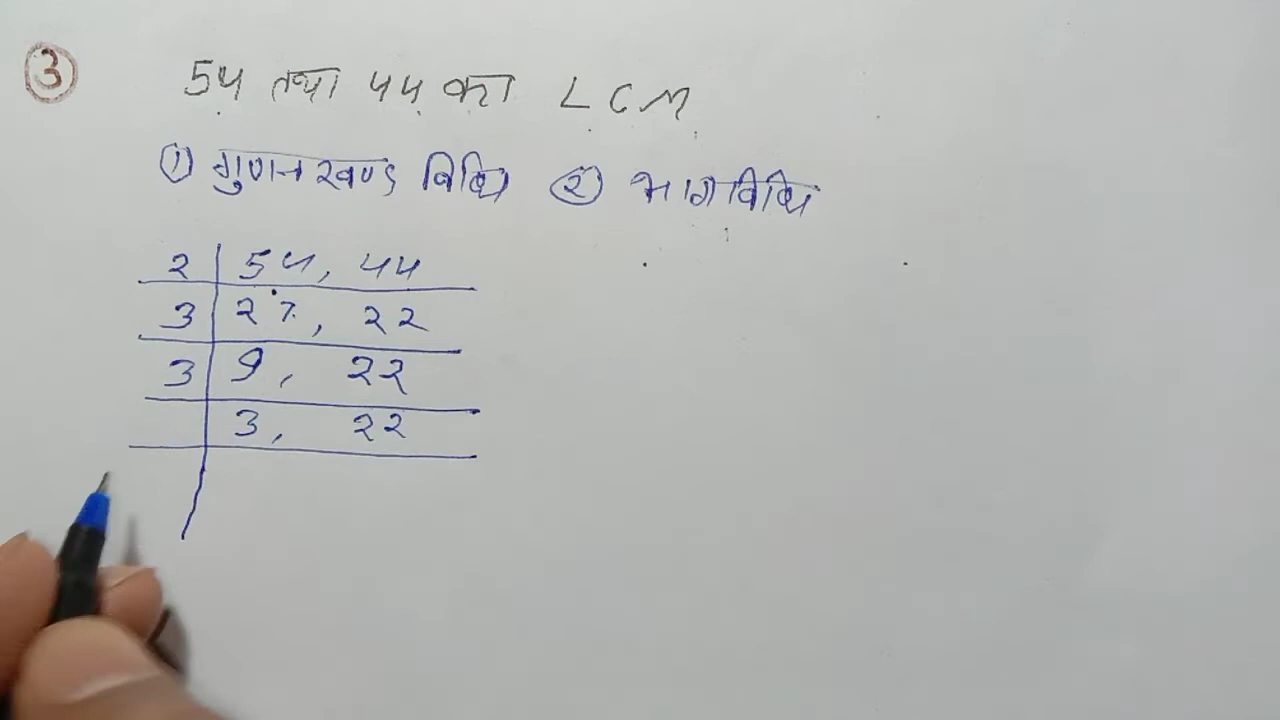 ③ 54 तथा 44 का LCM
① गुणनखण्ड विधि ② भाग विधि
2 | 54, 44
3 | 27, 22
3 | 9, 22
3, 22